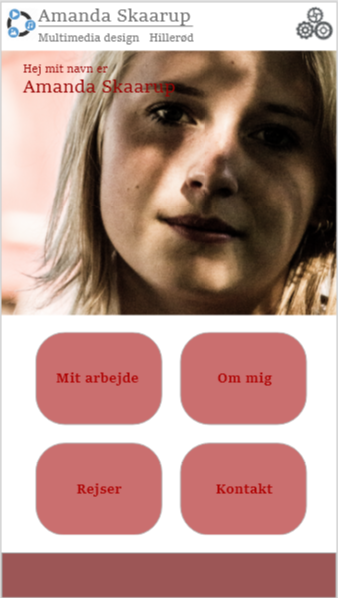 Amanda Skaarup
Multimedia design Hillerød
Hej mit navn er
Amanda Skaarup
Mit arbejde
Om mig
Rejser
Kontakt